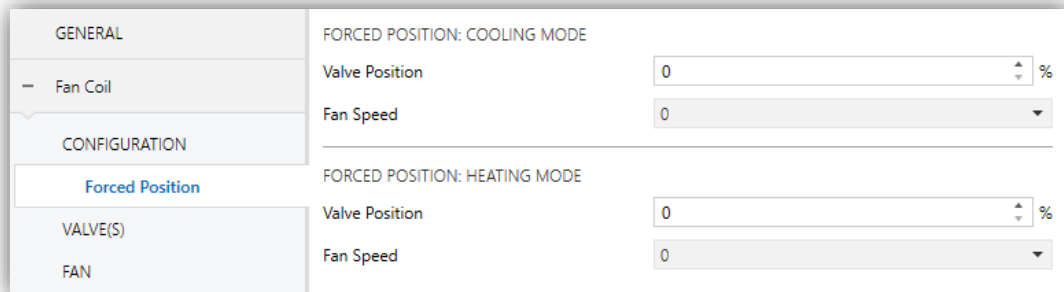 GENERAL
Fan Coil
CONFIGURATION
Forced Position
VALVE(S)
FAN
FORCED POSITION: COOLING MODE
Valve Position 0 %
Fan Speed 0
FORCED POSITION: HEATING MODE
Valve Position 0 %
Fan Speed 0